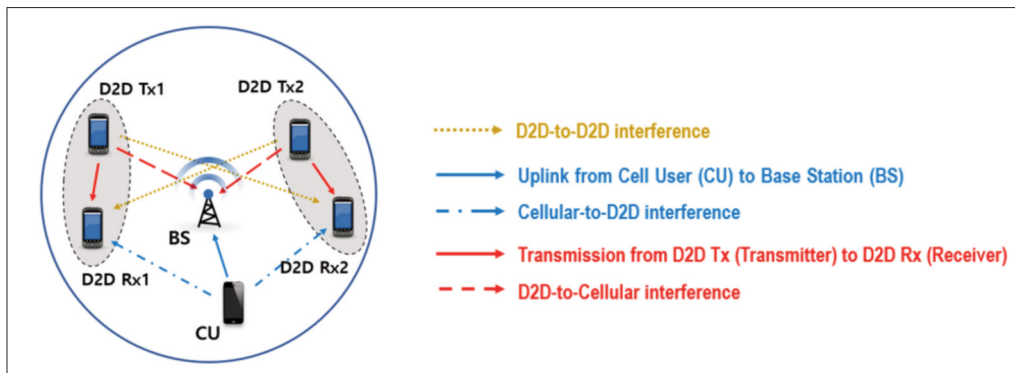 D2D Tx1
D2D Tx2
BS
D2D Rx1
D2D Rx2
CU
D2D-to-D2D interference
Uplink from Cell User (CU) to Base Station (BS)
Cellular-to-D2D interference
Transmission from D2D Tx (Transmitter) to D2D Rx (Receiver)
D2D-to-Cellular interference